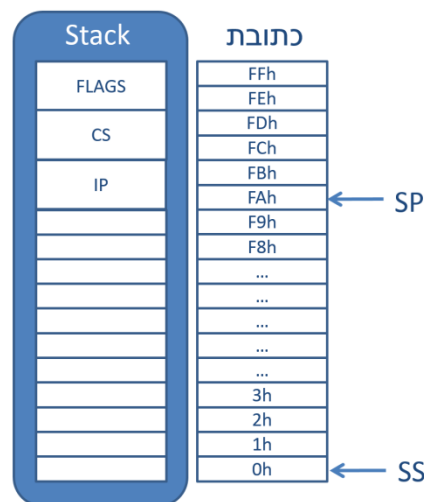 Stack כתובת
FLAGS FFh
FEh
CS FDh
FCh
IP FBh
FAh SP
F9h
F8h
...
...
...
...
...
3h
2h
1h
0h SS